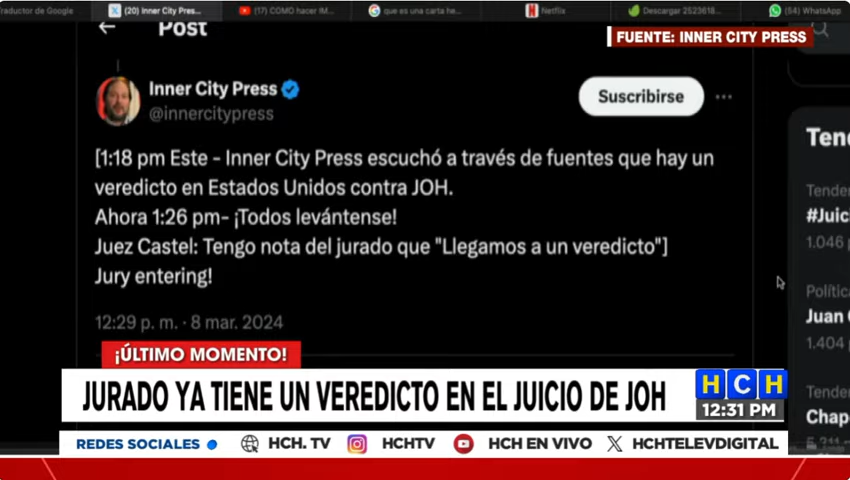 Traductor de Google
(20) Inner City Pres...
(17) COMO hacer IM...
que es una carta he...
Netflix
Descargar 2523618...
(54) WhatsApp
Post
FUENTE: INNER CITY PRESS
Inner City Press
@innercitypress
Suscribirse
[1:18 pm Este - Inner City Press escuchó a través de fuentes que hay un
veredicto en Estados Unidos contra JOH.
Ahora 1:26 pm- ¡Todos levántense!
Juez Castel: Tengo nota del jurado que "Llegamos a un veredicto"]
Jury entering!
12:29 p. m. · 8 mar. 2024
Ten
Tender
#Juic
1.046 p
Polític
Juan
1.404 p
Tender
Chap
¡ÚLTIMO MOMENTO!
JURADO YA TIENE UN VEREDICTO EN EL JUICIO DE JOH
HCH
12:31 PM
REDES SOCIALES
HCH. TV
HCHTV
HCH EN VIVO
HCHTELEVDIGITAL